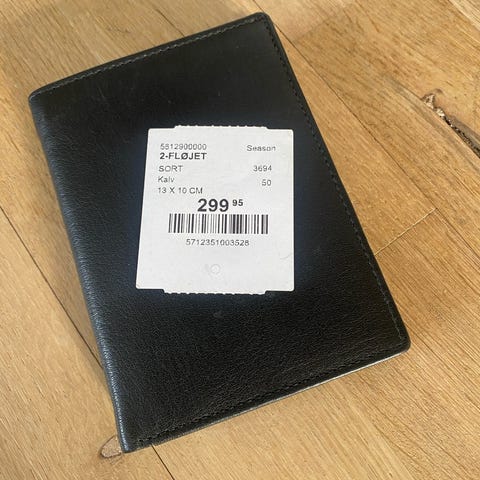 5812900000 Season
2-FLØJET
SORT 3694
Kalv 50
13 X 10 CM
299 95
5712351003528